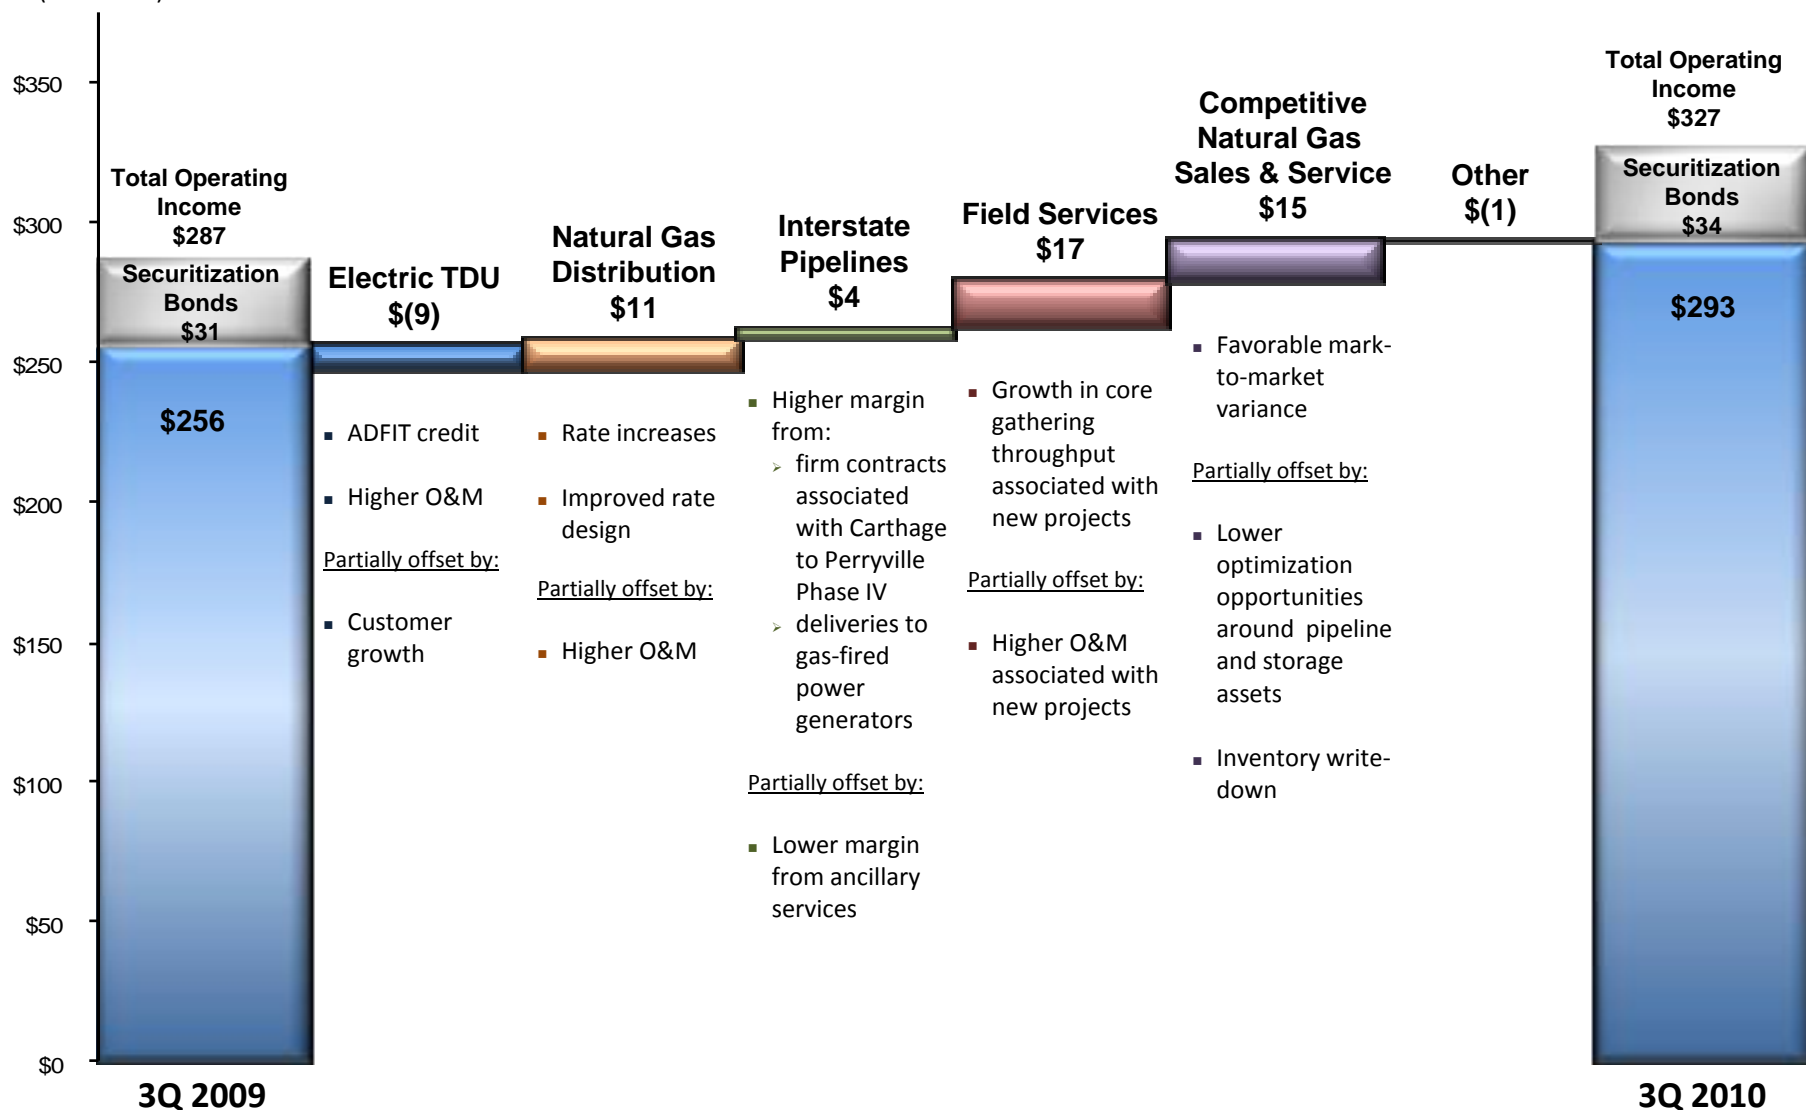 $350
$300
$250
$200
$150
$100
$50
$0
Total Operating
Income
$287
Securitization
Bonds
$31
$256
3Q 2009
Electric TDU
$(9)
▪ ADFIT credit
▪ Higher O&M
Partially offset by:
▪ Customer
growth
Natural Gas
Distribution
$11
▪ Rate increases
▪ Improved rate
design
Partially offset by:
▪ Higher O&M
Interstate
Pipelines
$4
▪ Higher margin
from:
➢ firm contracts
associated
with Carthage
to Perryville
Phase IV
➢ deliveries to
gas-fired
power
generators
Partially offset by:
▪ Lower margin
from ancillary
services
Field Services
$17
▪ Growth in core
gathering
throughput
associated with
new projects
Partially offset by:
▪ Higher O&M
associated with
new projects
Competitive
Natural Gas
Sales & Service
$15
▪ Favorable mark-
to-market
variance
Partially offset by:
▪ Lower
optimization
opportunities
around pipeline
and storage
assets
▪ Inventory write-
down
Other
$(1)
Total Operating
Income
$327
Securitization
Bonds
$34
$293
3Q 2010